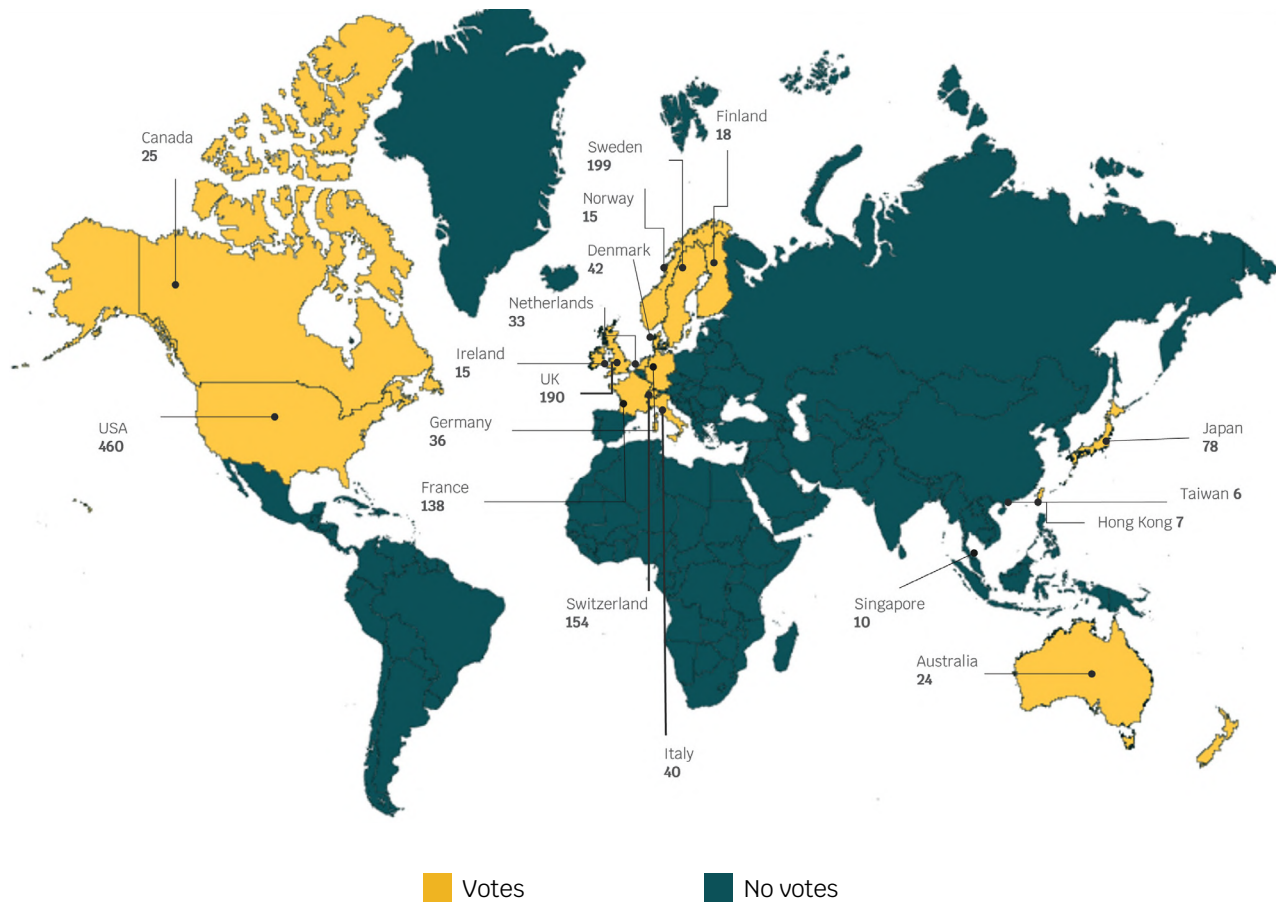 Finland
18
Canada
25
Sweden
199
Norway
15
Denmark
42
Netherlands
33
Ireland
15
UK
190
USA
460
Germany
36
Japan
78
France
138
Taiwan 6
Hong Kong 7
Switzerland
154
Singapore
10
Australia
24
Italy
40
Votes
No votes